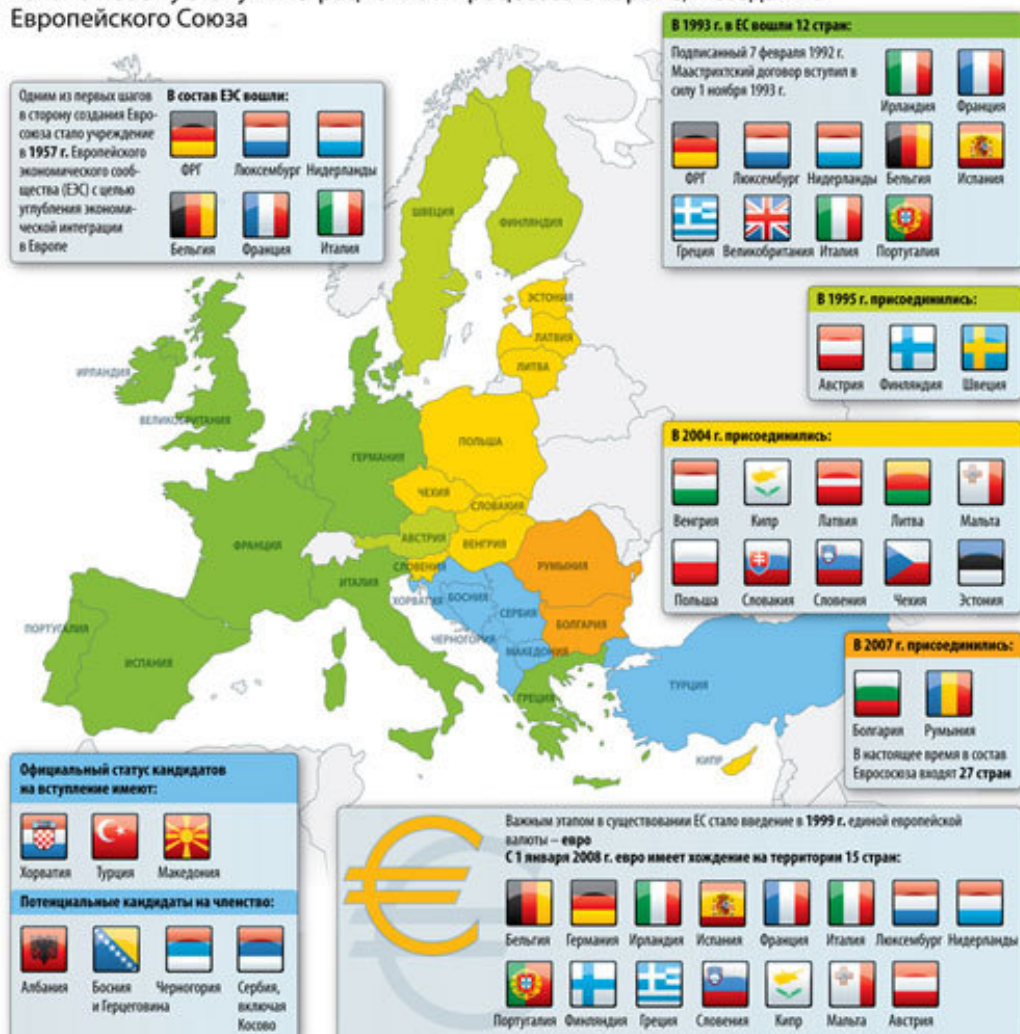 Европейского Союза
Одним из первых шагов
в сторону создания Евро-
союза стало учреждение
в 1957 г. Европейского
экономического сооб-
щества (ЕЭС) с целью
углубления экономи-
ческой интеграции
в Европе
В состав ЕЭС вошли:
ФРГ Люксембург Нидерланды
Бельгия Франция Италия
В 1993 г. в ЕС вошли 12 стран:
Подписанный 7 февраля 1992 г.
Маастрихтский договор вступил в
силу 1 ноября 1993 г.
Ирландия Франция
ФРГ Люксембург Нидерланды Бельгия Испания
Греция Великобритания Италия Португалия
В 1995 г. присоединились:
Австрия Финляндия Швеция
В 2004 г. присоединились:
Венгрия Кипр Латвия Литва Мальта
Польша Словакия Словения Чехия Эстония
В 2007 г. присоединились:
Болгария Румыния
В настоящее время в состав
Евросоюза входят 27 стран
ШВЕЦИЯ
ФИНЛЯНДИЯ
ЭСТОНИЯ
ЛАТВИЯ
ЛИТВА
ИРЛАНДИЯ
ВЕЛИКОБРИТАНИЯ
ПОЛЬША
ГЕРМАНИЯ
ЧЕХИЯ
СЛОВАКИЯ
АВСТРИЯ
ВЕНГРИЯ
ФРАНЦИЯ
СЛОВЕНИЯ
РУМЫНИЯ
ИТАЛИЯ
ХОРВАТИЯ
БОСНИЯ
СЕРБИЯ
БОЛГАРИЯ
ЧЕРНОГОРИЯ
МАКЕДОНИЯ
ПОРТУГАЛИЯ
ИСПАНИЯ
ТУРЦИЯ
ГРЕЦИЯ
КИПР
Официальный статус кандидатов
на вступление имеют:
Хорватия Турция Македония
Потенциальные кандидаты на членство:
Албания Босния Черногория Сербия,
и Герцеговина включая
Косово
Важным этапом в существовании ЕС стало введение в 1999 г. единой европейской
валюты – евро
С 1 января 2008 г. евро имеет хождение на территории 15 стран:
Бельгия Германия Ирландия Испания Франция Италия Люксембург Нидерланды
Португалия Финляндия Греция Словения Кипр Мальта Австрия